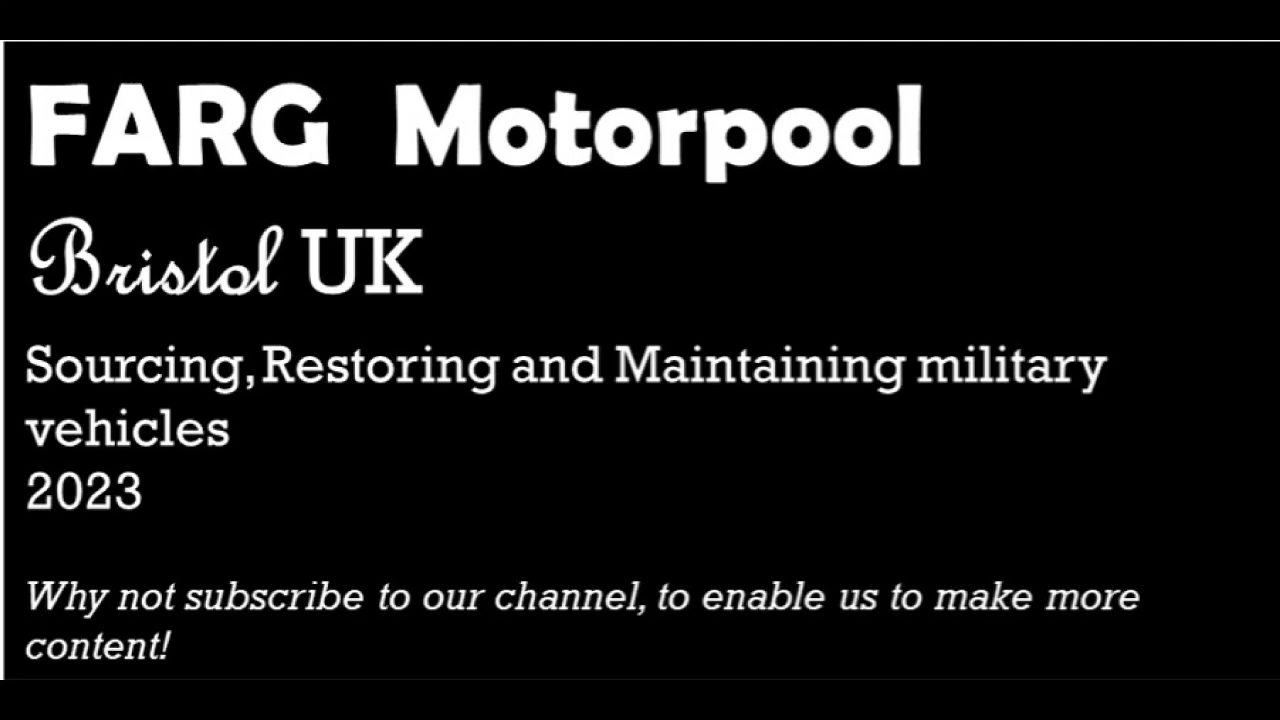 FARG Motorpool
Bristol UK
Sourcing, Restoring and Maintaining military
vehicles
2023
Why not subscribe to our channel, to enable us to make more
content!